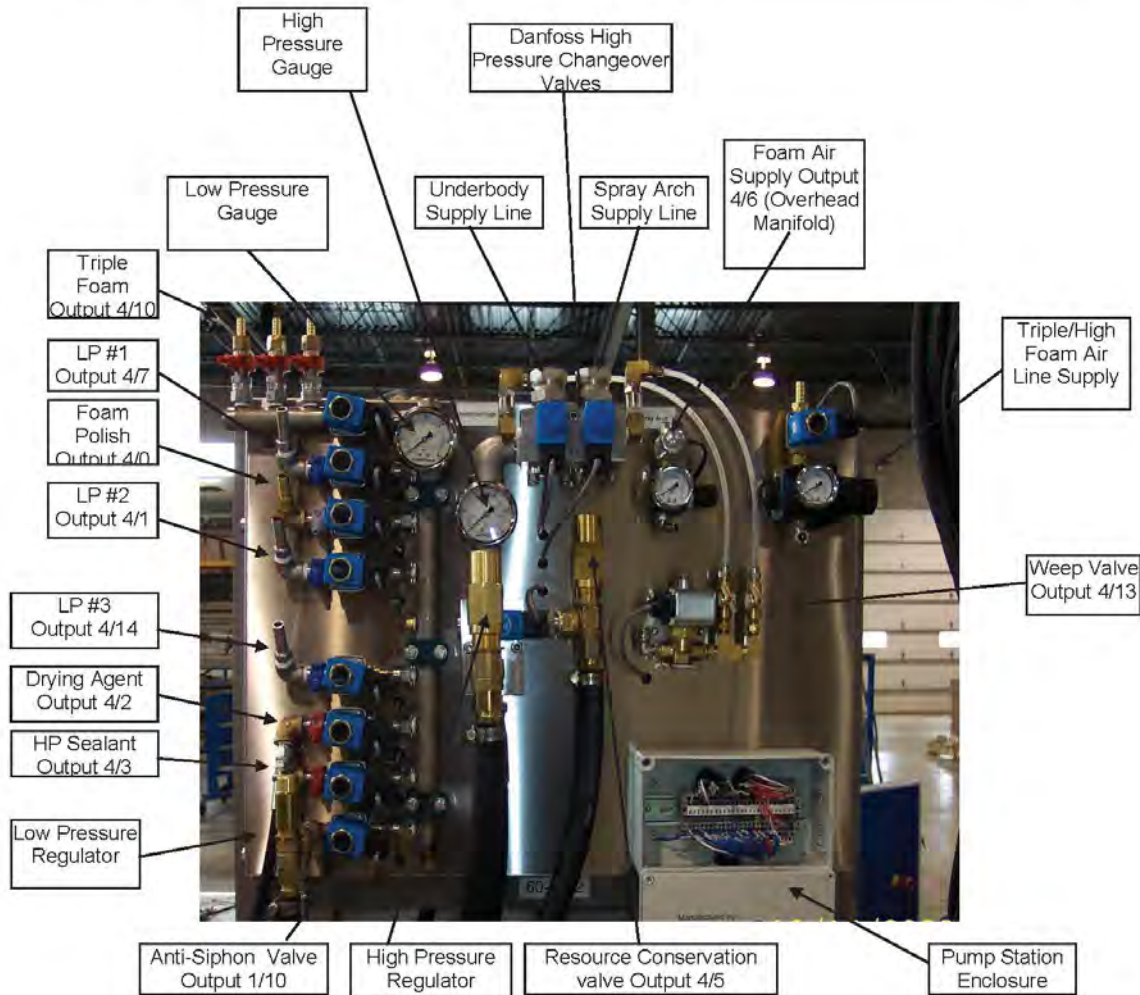 High
Pressure
Gauge
Danfoss High
Pressure Changeover
Valves
Low Pressure
Gauge
Underbody
Supply Line
Spray Arch
Supply Line
Foam Air
Supply Output
4/6 (Overhead
Manifold)
Triple
Foam
Output 4/10
LP #1
Output 4/7
Foam
Polish
Output 4/0
LP #2
Output 4/1
LP #3
Output 4/14
Drying Agent
Output 4/2
HP Sealant
Output 4/3
Low Pressure
Regulator
Triple/High
Foam Air
Line Supply
Weep Valve
Output 4/13
Anti-Siphon Valve
Output 1/10
High Pressure
Regulator
Resource Conservation
valve Output 4/5
Pump Station
Enclosure